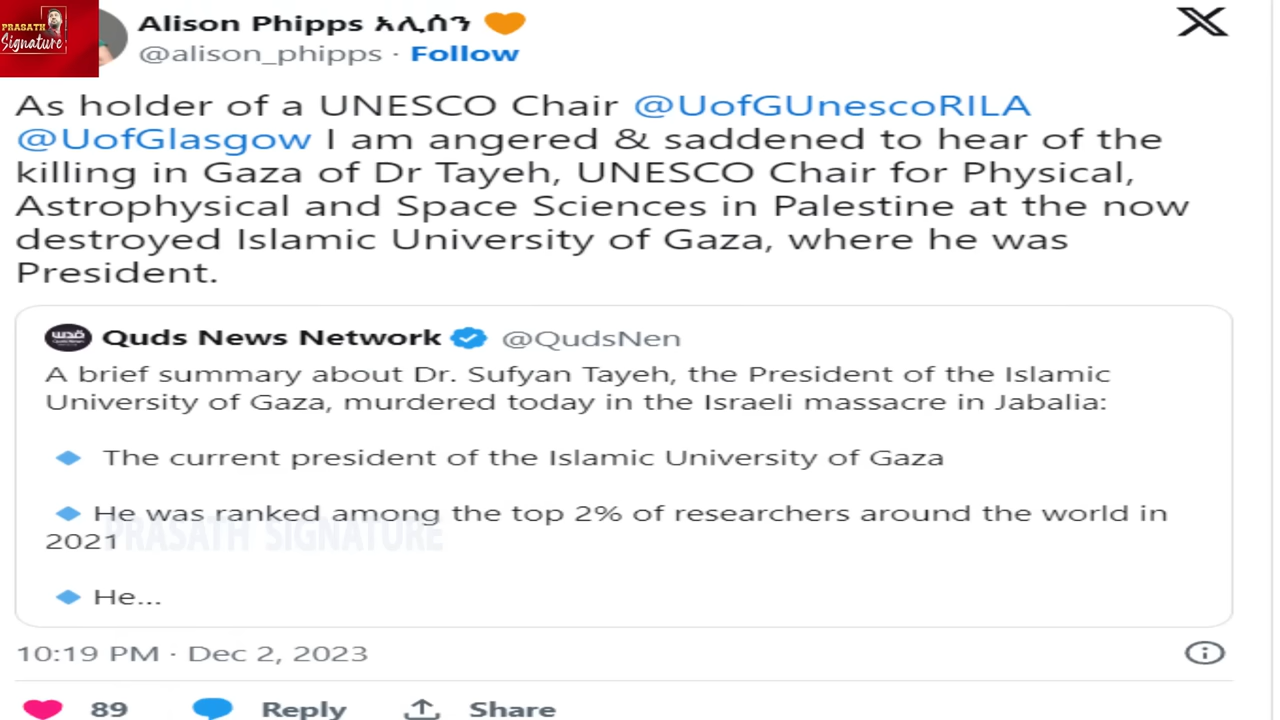 PRASATH
Signature
Alison Phipps አሊሰን
@alison_phipps · Follow
X
As holder of a UNESCO Chair @UofGUnescoRILA
@UofGlasgow I am angered & saddened to hear of the
killing in Gaza of Dr Tayeh, UNESCO Chair for Physical,
Astrophysical and Space Sciences in Palestine at the now
destroyed Islamic University of Gaza, where he was
President.
قدس
Quds News Network @QudsNen
A brief summary about Dr. Sufyan Tayeh, the President of the Islamic
University of Gaza, murdered today in the Israeli massacre in Jabalia:
The current president of the Islamic University of Gaza
He was ranked among the top 2% of researchers around the world in
2021
PRASATH SIGNATURE
He...
10:19 PM · Dec 2, 2023
89 Reply Share